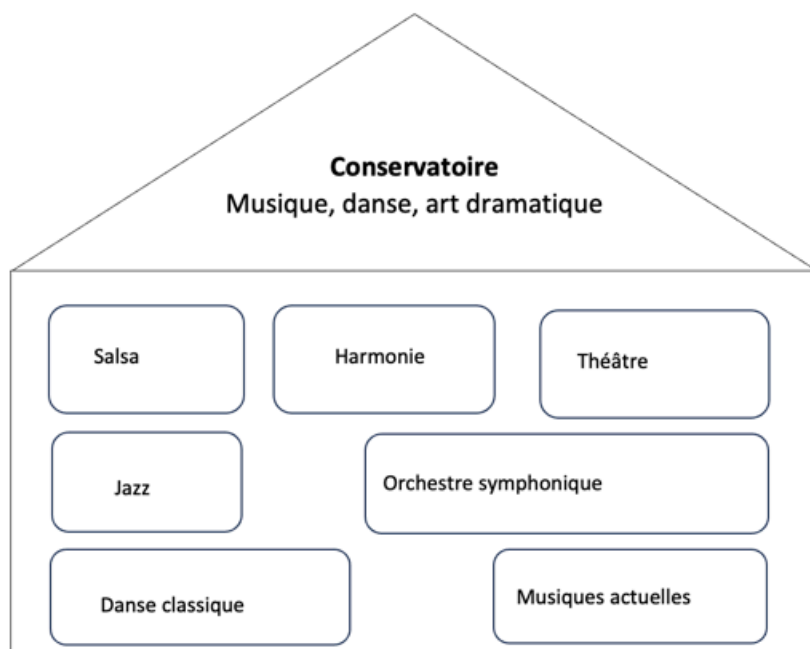 Conservatoire
Musique, danse, art dramatique
Salsa
Harmonie
Théâtre
Jazz
Orchestre symphonique
Danse classique
Musiques actuelles